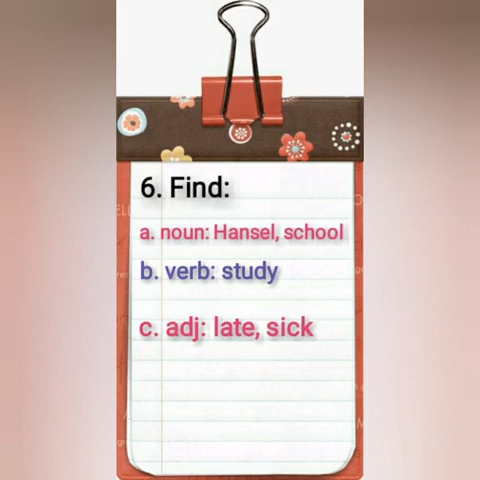 6. Find:
a. noun: Hansel, school
b. verb: study
c. adj: late, sick